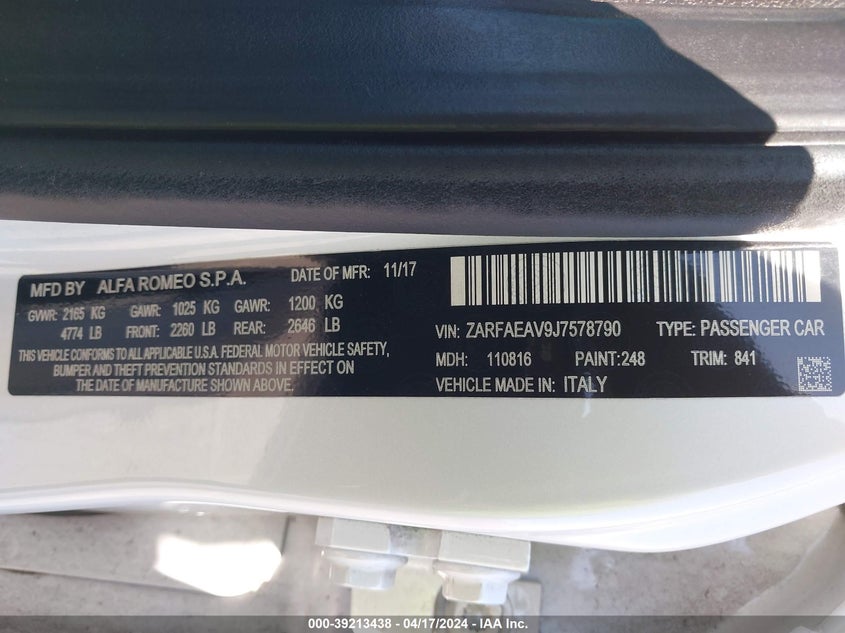 MFD BY ALFA ROMEO S.P.A. DATE OF MFR: 11/17
GVWR: 2165 KG GAWR: 1025 KG GAWR: 1200 KG
4774 LB FRONT: 2260 LB REAR: 2646 LB
THIS VEHICLE CONFORMS TO ALL APPLICABLE U.S.A. FEDERAL MOTOR VEHICLE SAFETY,
BUMPER AND THEFT PREVENTION STANDARDS IN EFFECT ON
THE DATE OF MANUFACTURE SHOWN ABOVE.
VIN: ZARFAEAV9J7578790 TYPE: PASSENGER CAR
MDH: 110816 PAINT:248 TRIM: 841
VEHICLE MADE IN: ITALY
000-39213438 - 04/17/2024 - IAA Inc.